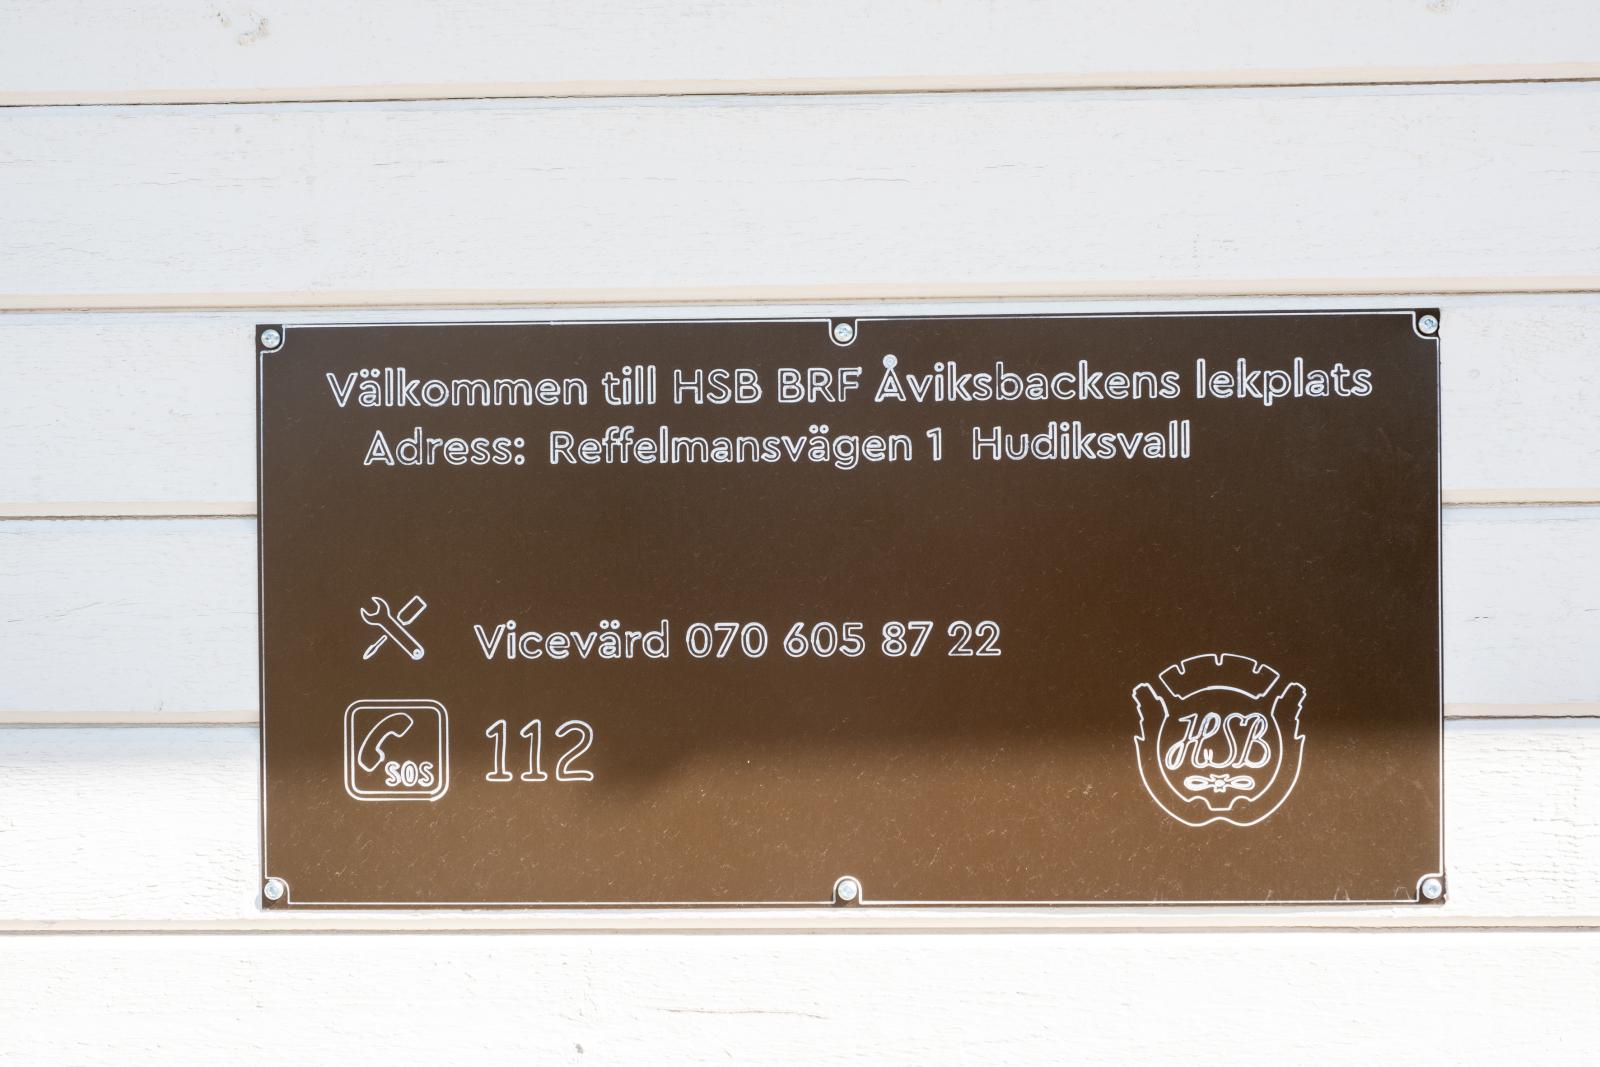 Välkommen till HSB BRF Åviksbackens lekplats
Adress: Reffelmansvägen 1 Hudiksvall
Vicevärd 070 605 87 22
SOS 112
HSB